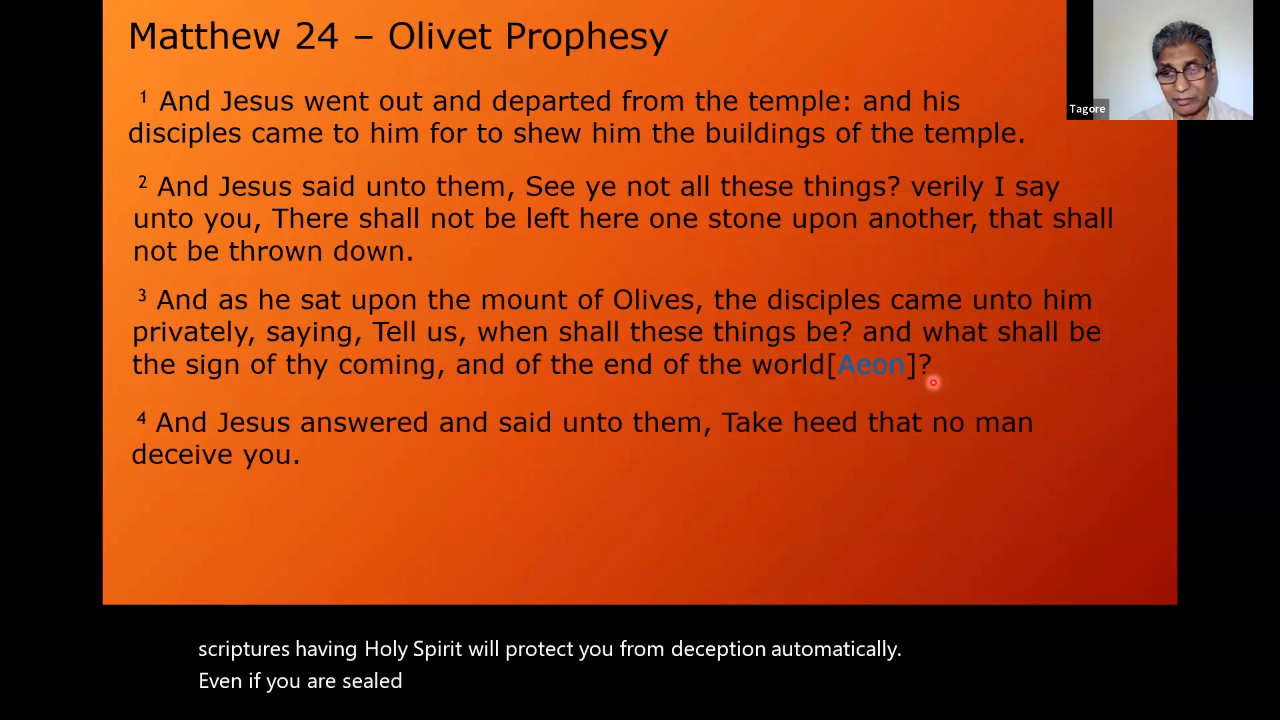 Matthew 24 – Olivet Prophesy
1 And Jesus went out and departed from the temple: and his
disciples came to him for to shew him the buildings of the temple.
2 And Jesus said unto them, See ye not all these things? verily I say
unto you, There shall not be left here one stone upon another, that shall
not be thrown down.
3 And as he sat upon the mount of Olives, the disciples came unto him
privately, saying, Tell us, when shall these things be? and what shall be
the sign of thy coming, and of the end of the world[Aeon]?
4 And Jesus answered and said unto them, Take heed that no man
deceive you.
Tagore
scriptures having Holy Spirit will protect you from deception automatically.
Even if you are sealed